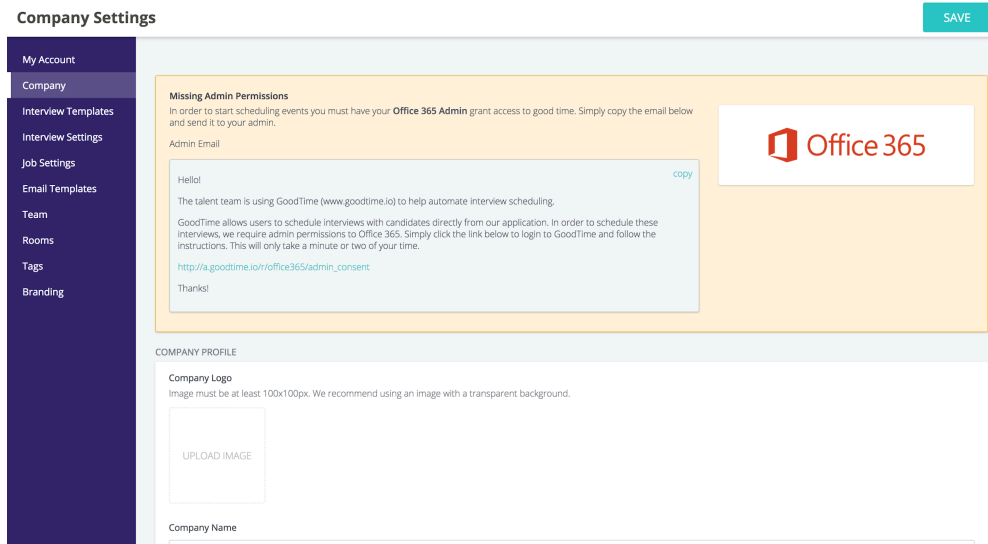 Company Settings
SAVE
My Account
Company
Interview Templates
Interview Settings
Job Settings
Email Templates
Team
Rooms
Tags
Branding
Missing Admin Permissions
In order to start scheduling events you must have your Office 365 Admin grant access to good time. Simply copy the email below
and send it to your admin.
Admin Email
copy
Hello!
The talent team is using GoodTime (www.goodtime.io) to help automate interview scheduling.
GoodTime allows users to schedule interviews with candidates directly from our application. In order to schedule these
interviews, we require admin permissions to Office 365. Simply click the link below to login to GoodTime and follow the
instructions. This will only take a minute or two of your time.
http://a.goodtime.io/r/office365/admin_consent
Thanks!
Office 365
COMPANY PROFILE
Company Logo
Image must be at least 100x100px. We recommend using an image with a transparent background.
UPLOAD IMAGE
Company Name